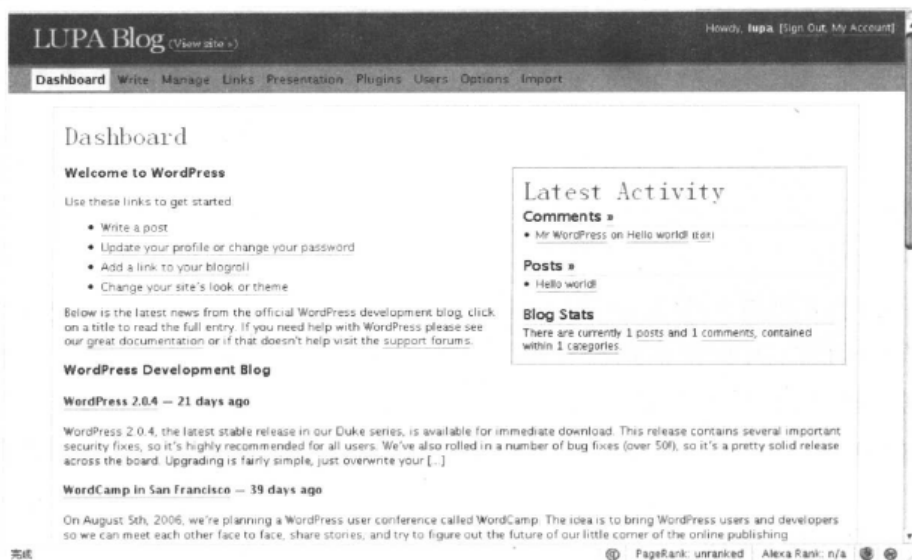 LUPA Blog (View site »)
Howdy, lupa. [Sign Out, My Account]
Dashboard Write Manage Links Presentation Plugins Users Options Import
Dashboard
Welcome to WordPress
Use these links to get started:
• Write a post
• Update your profile or change your password
• Add a link to your blogroll
• Change your site's look or theme
Below is the latest news from the official WordPress development blog, click
on a title to read the full entry. If you need help with WordPress please see
our great documentation or if that doesn't help visit the support forums.
Latest Activity
Comments »
• Mr WordPress on Hello world! (Edit)
Posts »
• Hello world!
Blog Stats
There are currently 1 posts and 1 comments, contained
within 1 categories.
WordPress Development Blog
WordPress 2.0.4 — 21 days ago
WordPress 2.0.4, the latest stable release in our Duke series, is available for immediate download. This release contains several important
security fixes, so it's highly recommended for all users. We've also rolled in a number of bug fixes (over 50!), so it's a pretty solid release
across the board. Upgrading is fairly simple, just overwrite your [...]
WordCamp in San Francisco — 39 days ago
On August 5th, 2006, we're planning a WordPress user conference called WordCamp. The idea is to bring WordPress users and developers
so we can meet each other face to face, share stories, and try to figure out the future of our little corner of the online publishing
完成
PageRank: unranked Alexa Rank: n/a